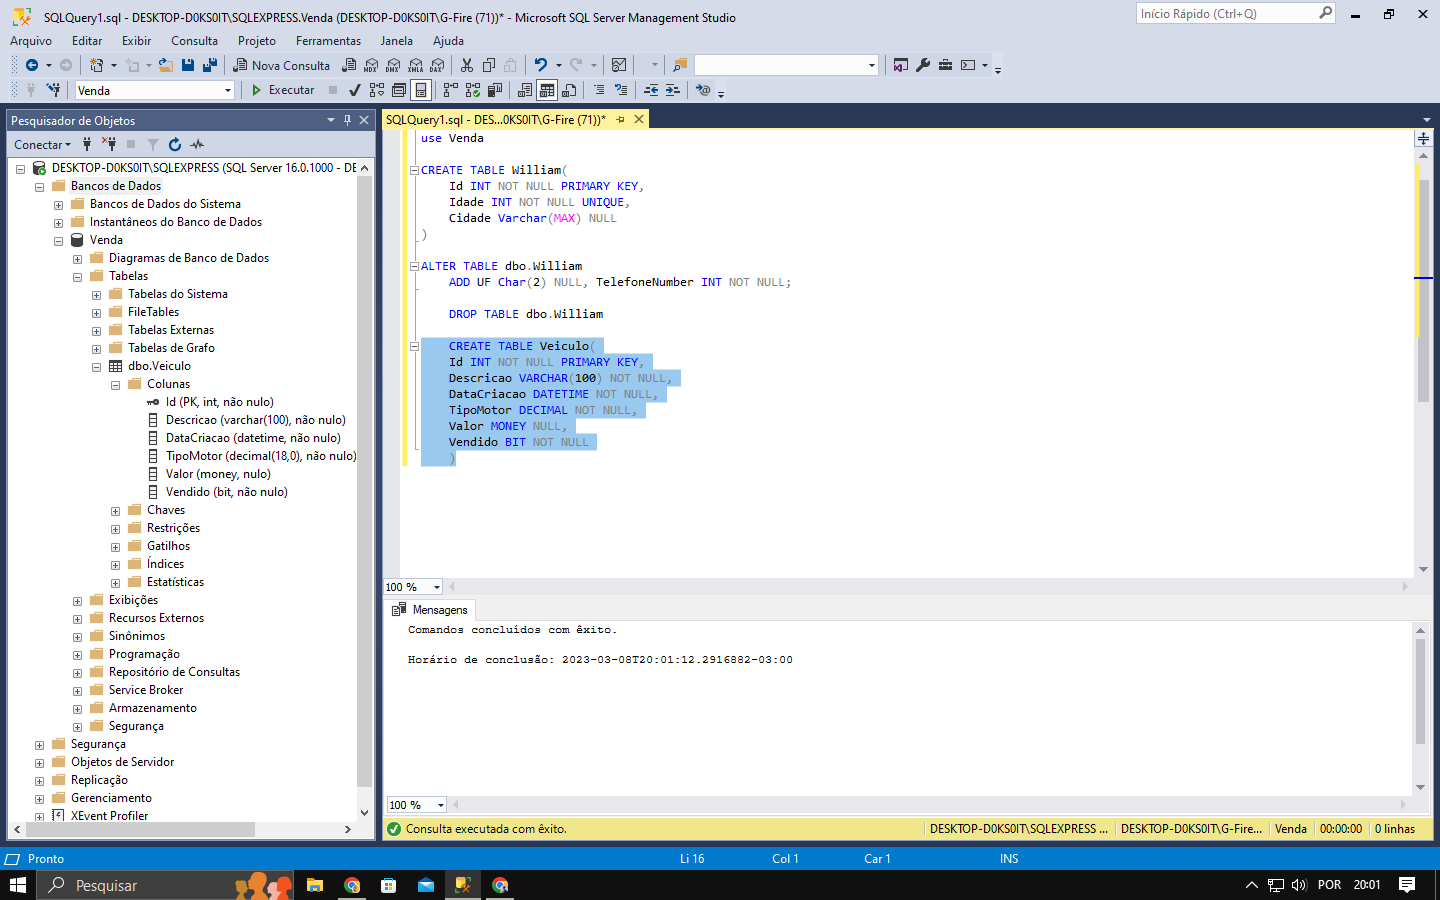 SQLQuery1.sql - DESKTOP-D0KS0IT\SQLEXPRESS.Venda (DESKTOP-D0KS0IT\G-Fire (71))* - Microsoft SQL Server Management Studio
Início Rápido (Ctrl+Q)
Arquivo Editar Exibir Consulta Projeto Ferramentas Janela Ajuda
Nova Consulta
MDX DMX XMLA DAX
Venda
Executar
Pesquisador de Objetos
Conectar
DESKTOP-D0KS0IT\SQLEXPRESS (SQL Server 16.0.1000 - DE
Bancos de Dados
Bancos de Dados do Sistema
Instantâneos do Banco de Dados
Venda
Diagramas de Banco de Dados
Tabelas
Tabelas do Sistema
FileTables
Tabelas Externas
Tabelas de Grafo
dbo.Veiculo
Colunas
Id (PK, int, não nulo)
Descricao (varchar(100), não nulo)
DataCriacao (datetime, não nulo)
TipoMotor (decimal(18,0), não nulo)
Valor (money, nulo)
Vendido (bit, não nulo)
Chaves
Restrições
Gatilhos
Índices
Estatísticas
Exibições
Recursos Externos
Sinônimos
Programação
Repositório de Consultas
Service Broker
Armazenamento
Segurança
Segurança
Objetos de Servidor
Replicação
Gerenciamento
XEvent Profiler
SQLQuery1.sql - DES...0KS0IT\G-Fire (71))*
use Venda
CREATE TABLE William(
Id INT NOT NULL PRIMARY KEY,
Idade INT NOT NULL UNIQUE,
Cidade Varchar(MAX) NULL
)
ALTER TABLE dbo.William
ADD UF Char(2) NULL, TelefoneNumber INT NOT NULL;
DROP TABLE dbo.William
CREATE TABLE Veiculo(
Id INT NOT NULL PRIMARY KEY,
Descricao VARCHAR(100) NOT NULL,
DataCriacao DATETIME NOT NULL,
TipoMotor DECIMAL NOT NULL,
Valor MONEY NULL,
Vendido BIT NOT NULL
)
100 %
Mensagens
Comandos concluídos com êxito.
Horário de conclusão: 2023-03-08T20:01:12.2916882-03:00
100 %
Consulta executada com êxito.
DESKTOP-D0KS0IT\SQLEXPRESS ...
DESKTOP-D0KS0IT\G-Fire...
Venda
00:00:00
0 linhas
Pronto
Li 16
Col 1
Car 1
INS
Pesquisar
POR
20:01